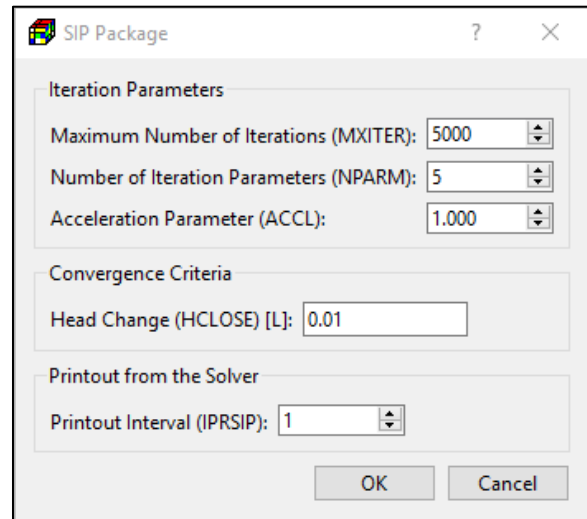 SIP Package
?
Iteration Parameters
Maximum Number of Iterations (MXITER): 5000
Number of Iteration Parameters (NPARM): 5
Acceleration Parameter (ACCL): 1.000
Convergence Criteria
Head Change (HCLOSE) [L]: 0.01
Printout from the Solver
Printout Interval (IPRSIP): 1
OK Cancel